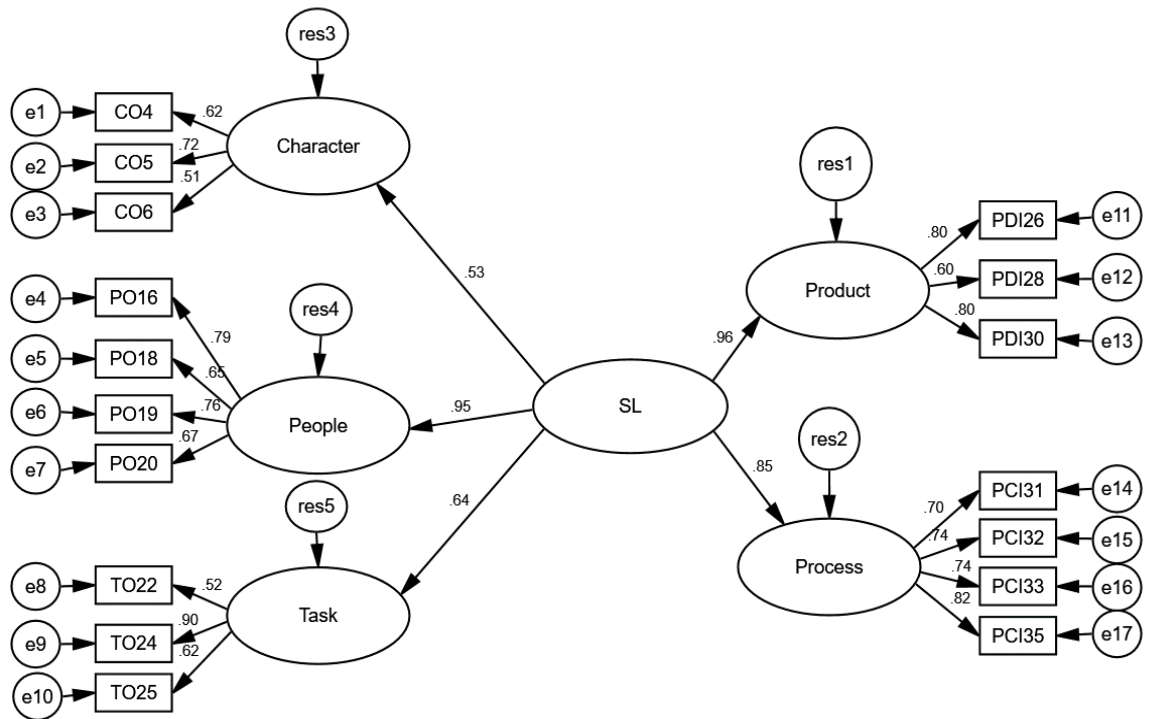 res3
e1
CO4
.62
Character
e2
CO5
.72
e3
CO6
.51
.53
res4
e4
PO16
.79
e5
PO18
.65
e6
PO19
.76
People
e7
PO20
.67
.95
res5
e8
TO22
.52
e9
TO24
.90
Task
e10
TO25
.62
.64
SL
res1
.96
Product
.80
PDI26
e11
.60
PDI28
e12
.80
PDI30
e13
res2
.85
Process
.70
PCI31
e14
.74
PCI32
e15
.74
PCI33
e16
.82
PCI35
e17